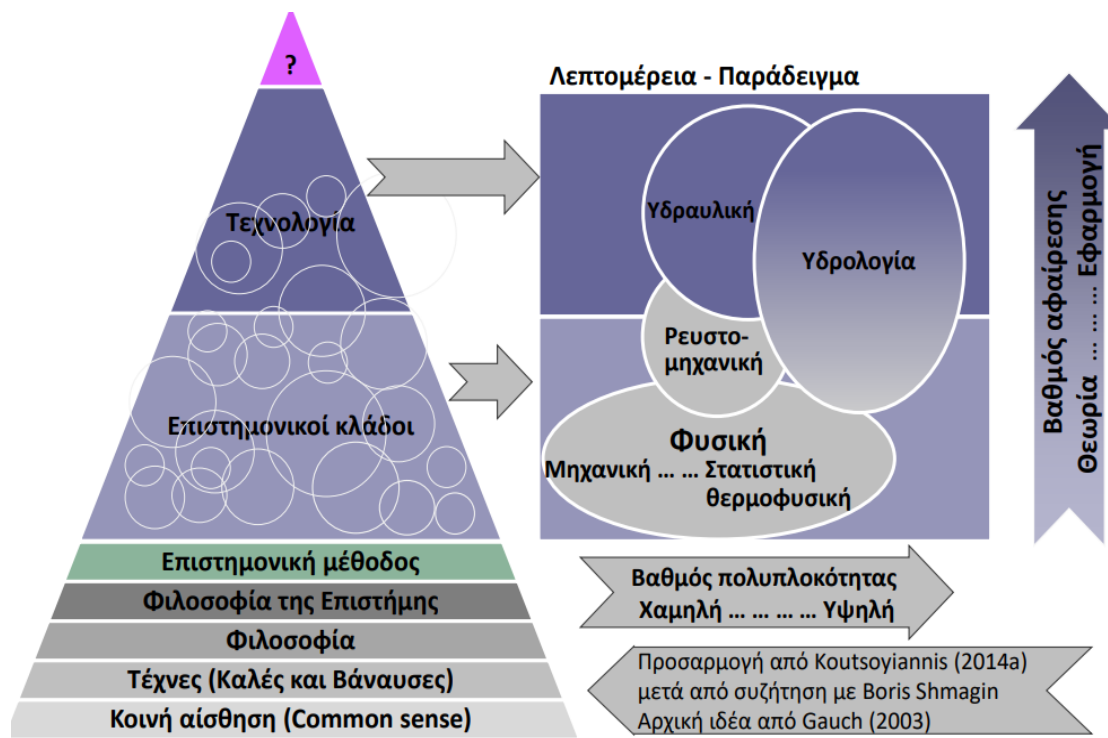 ?
Τεχνολογία
Επιστημονικοί κλάδοι
Επιστημονική μέθοδος
Φιλοσοφία της Επιστήμης
Φιλοσοφία
Τέχνες (Καλές και Βάναυσες)
Κοινή αίσθηση (Common sense)
Λεπτομέρεια - Παράδειγμα
Υδραυλική
Υδρολογία
Ρευστο-
μηχανική
Φυσική
Μηχανική ... ... Στατιστική
θερμοφυσική
Βαθμός αφαίρεσης
Θεωρία ... ... ... Εφαρμογή
Βαθμός πολυπλοκότητας
Χαμηλή ... ... ... ... Υψηλή
Προσαρμογή από Koutsoyiannis (2014a)
μετά από συζήτηση με Boris Shmagin
Αρχική ιδέα από Gauch (2003)